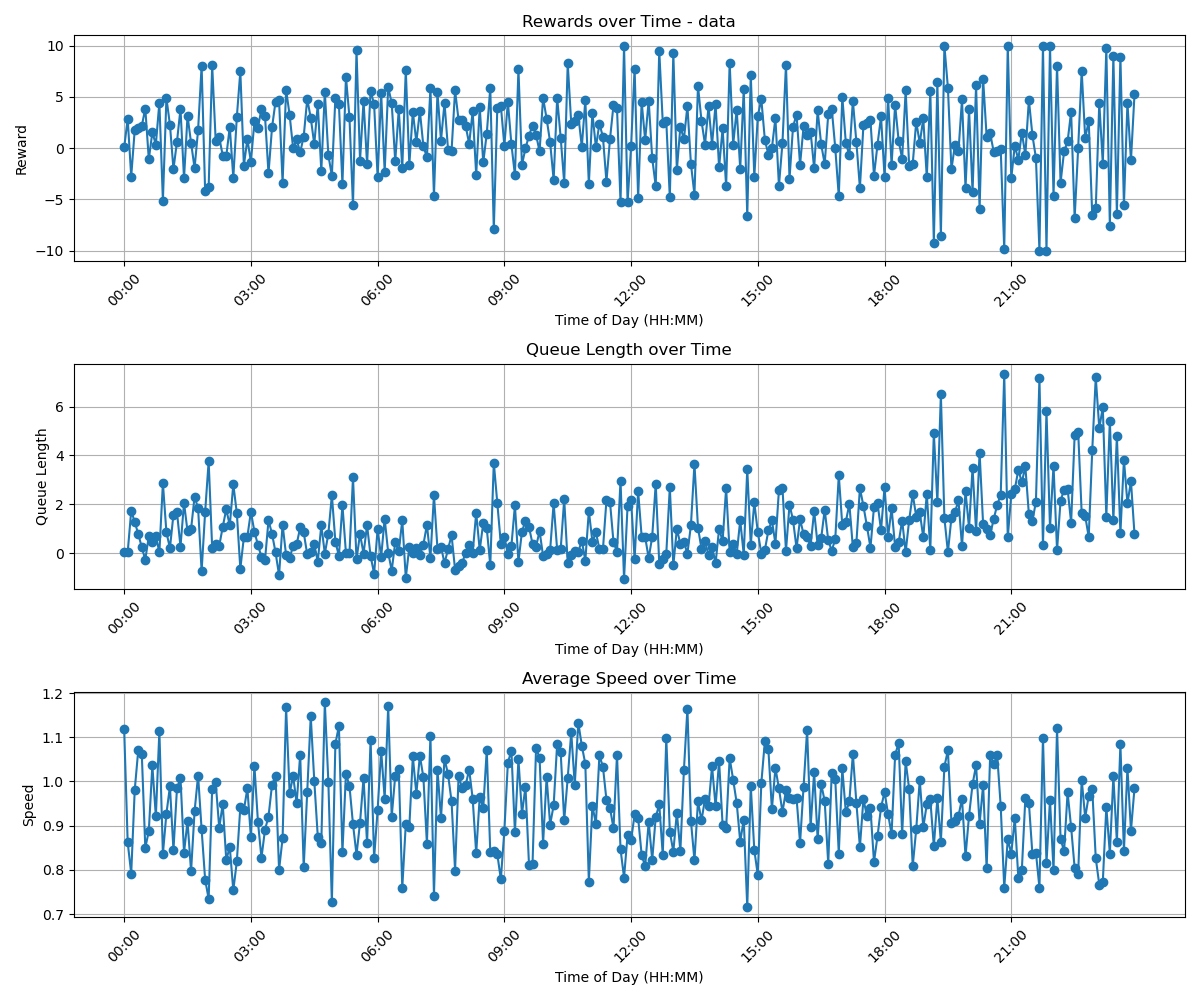 Rewards over Time - data
10
5
0
−5
−10
Reward
00:00 03:00 06:00 09:00 12:00 15:00 18:00 21:00
Time of Day (HH:MM)
Queue Length over Time
6
4
2
0
Queue Length
00:00 03:00 06:00 09:00 12:00 15:00 18:00 21:00
Time of Day (HH:MM)
Average Speed over Time
1.2
1.1
1.0
0.9
0.8
0.7
Speed
00:00 03:00 06:00 09:00 12:00 15:00 18:00 21:00
Time of Day (HH:MM)